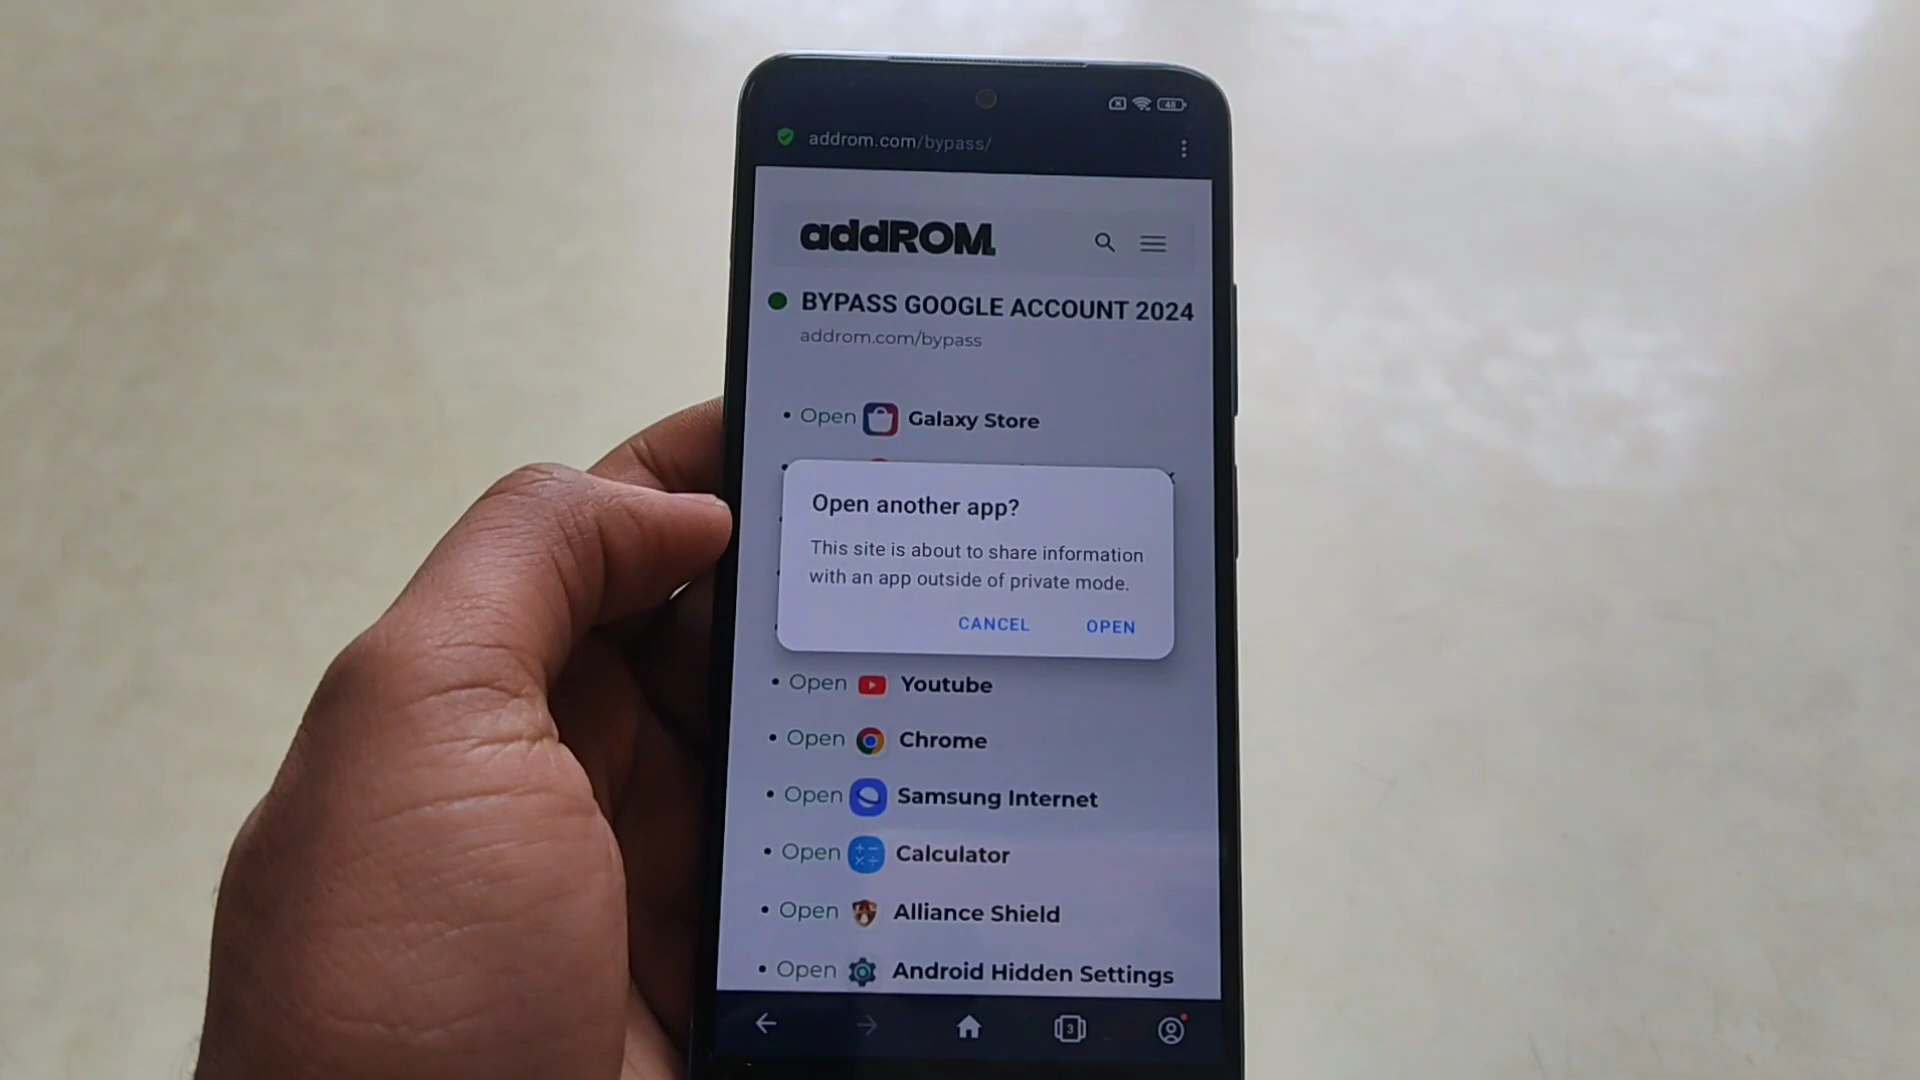 48
addrom.com/bypass/
addROM
BYPASS GOOGLE ACCOUNT 2024
addrom.com/bypass
• Open Galaxy Store
Open another app?
This site is about to share information
with an app outside of private mode.
CANCEL OPEN
• Open Youtube
• Open Chrome
• Open Samsung Internet
• Open Calculator
• Open Alliance Shield
• Open Android Hidden Settings
3